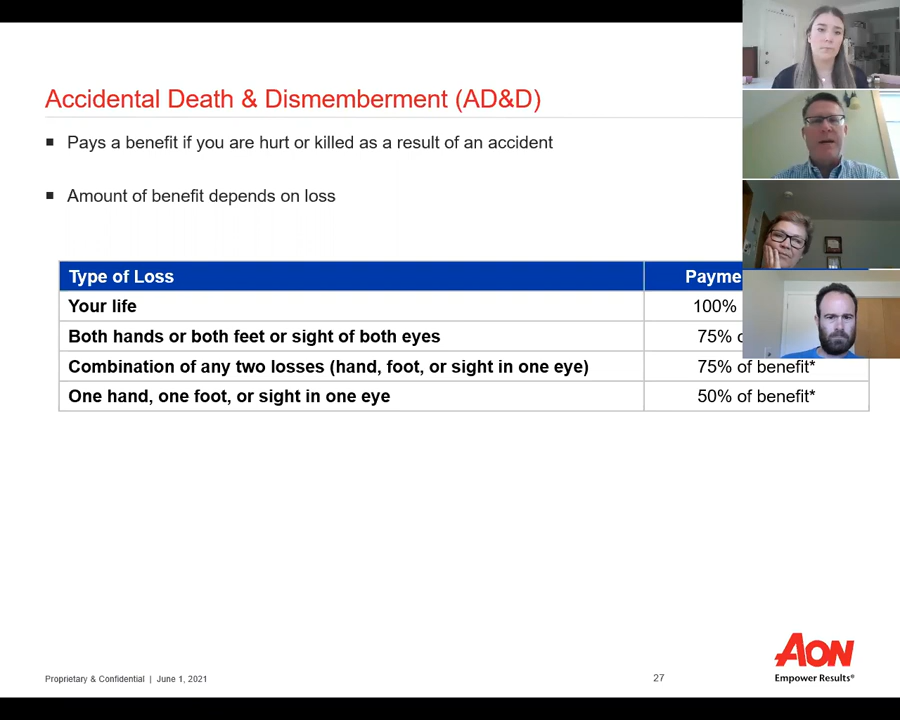 Accidental Death & Dismemberment (AD&D)
Pays a benefit if you are hurt or killed as a result of an accident
Amount of benefit depends on loss
Type of Loss
Your life 100%
Both hands or both feet or sight of both eyes 75%
Combination of any two losses (hand, foot, or sight in one eye) 75% of benefit*
One hand, one foot, or sight in one eye 50% of benefit*
AON
Empower Results®
Proprietary & Confidential | June 1, 2021 27